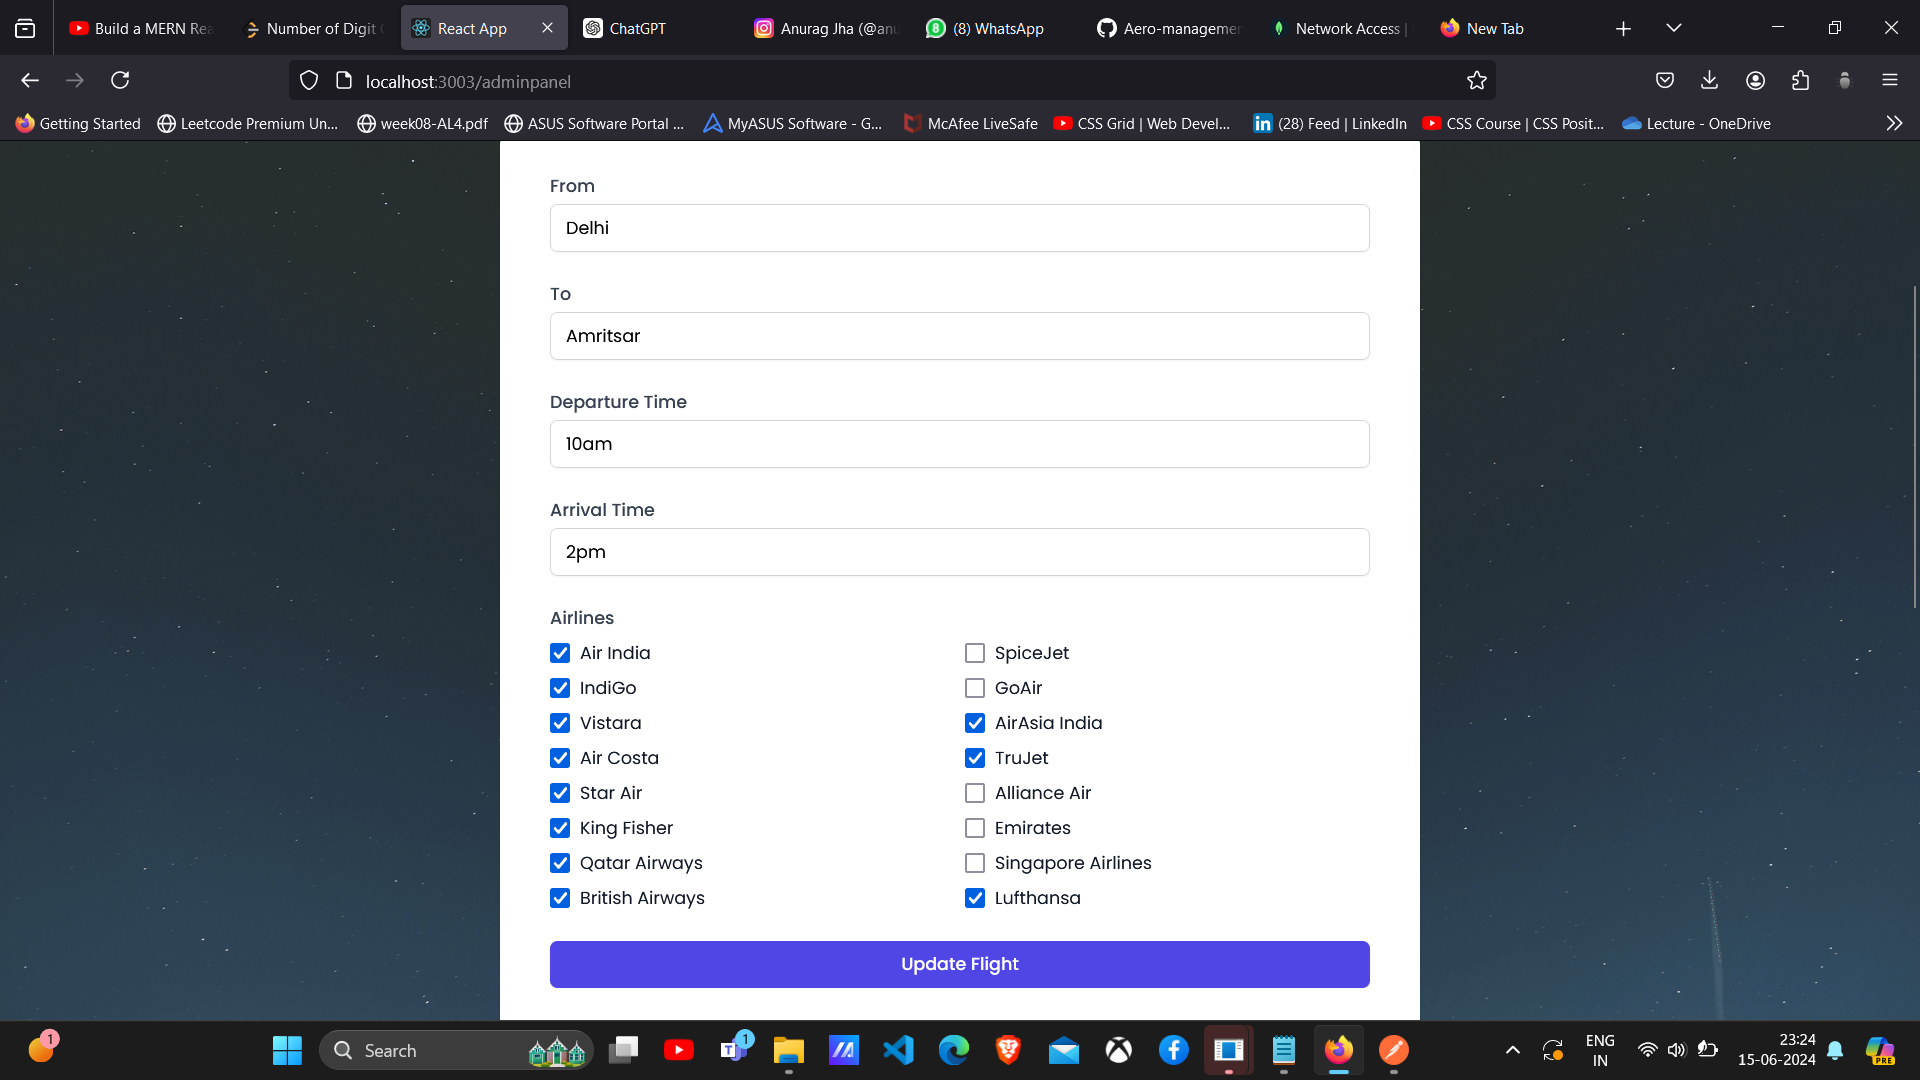 Build a MERN Rea
Number of Digit
React App
ChatGPT
Anurag Jha (@anu
(8) WhatsApp
Aero-managemen
Network Access |
New Tab
localhost:3003/adminpanel
Getting Started
Leetcode Premium Un...
week08-AL4.pdf
ASUS Software Portal ...
MyASUS Software - G...
McAfee LiveSafe
CSS Grid | Web Devel...
(28) Feed | LinkedIn
CSS Course | CSS Posit...
Lecture - OneDrive
From
Delhi
To
Amritsar
Departure Time
10am
Arrival Time
2pm
Airlines
Air India
SpiceJet
IndiGo
GoAir
Vistara
AirAsia India
Air Costa
TruJet
Star Air
Alliance Air
King Fisher
Emirates
Qatar Airways
Singapore Airlines
British Airways
Lufthansa
Update Flight
1
Search
1
ENG
IN
23:24
15-06-2024
PRE